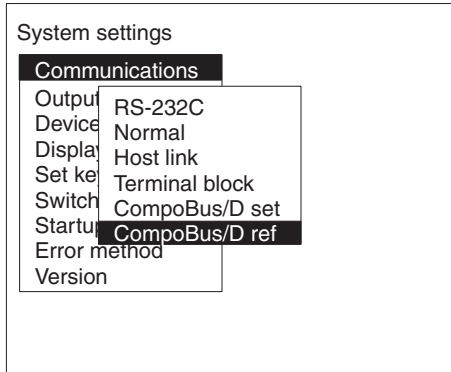 System settings
Communications
Output
Device
Display
Set key
Switch
Startu
Error method
Version
RS-232C
Normal
Host link
Terminal block
CompoBus/D set
CompoBus/D ref